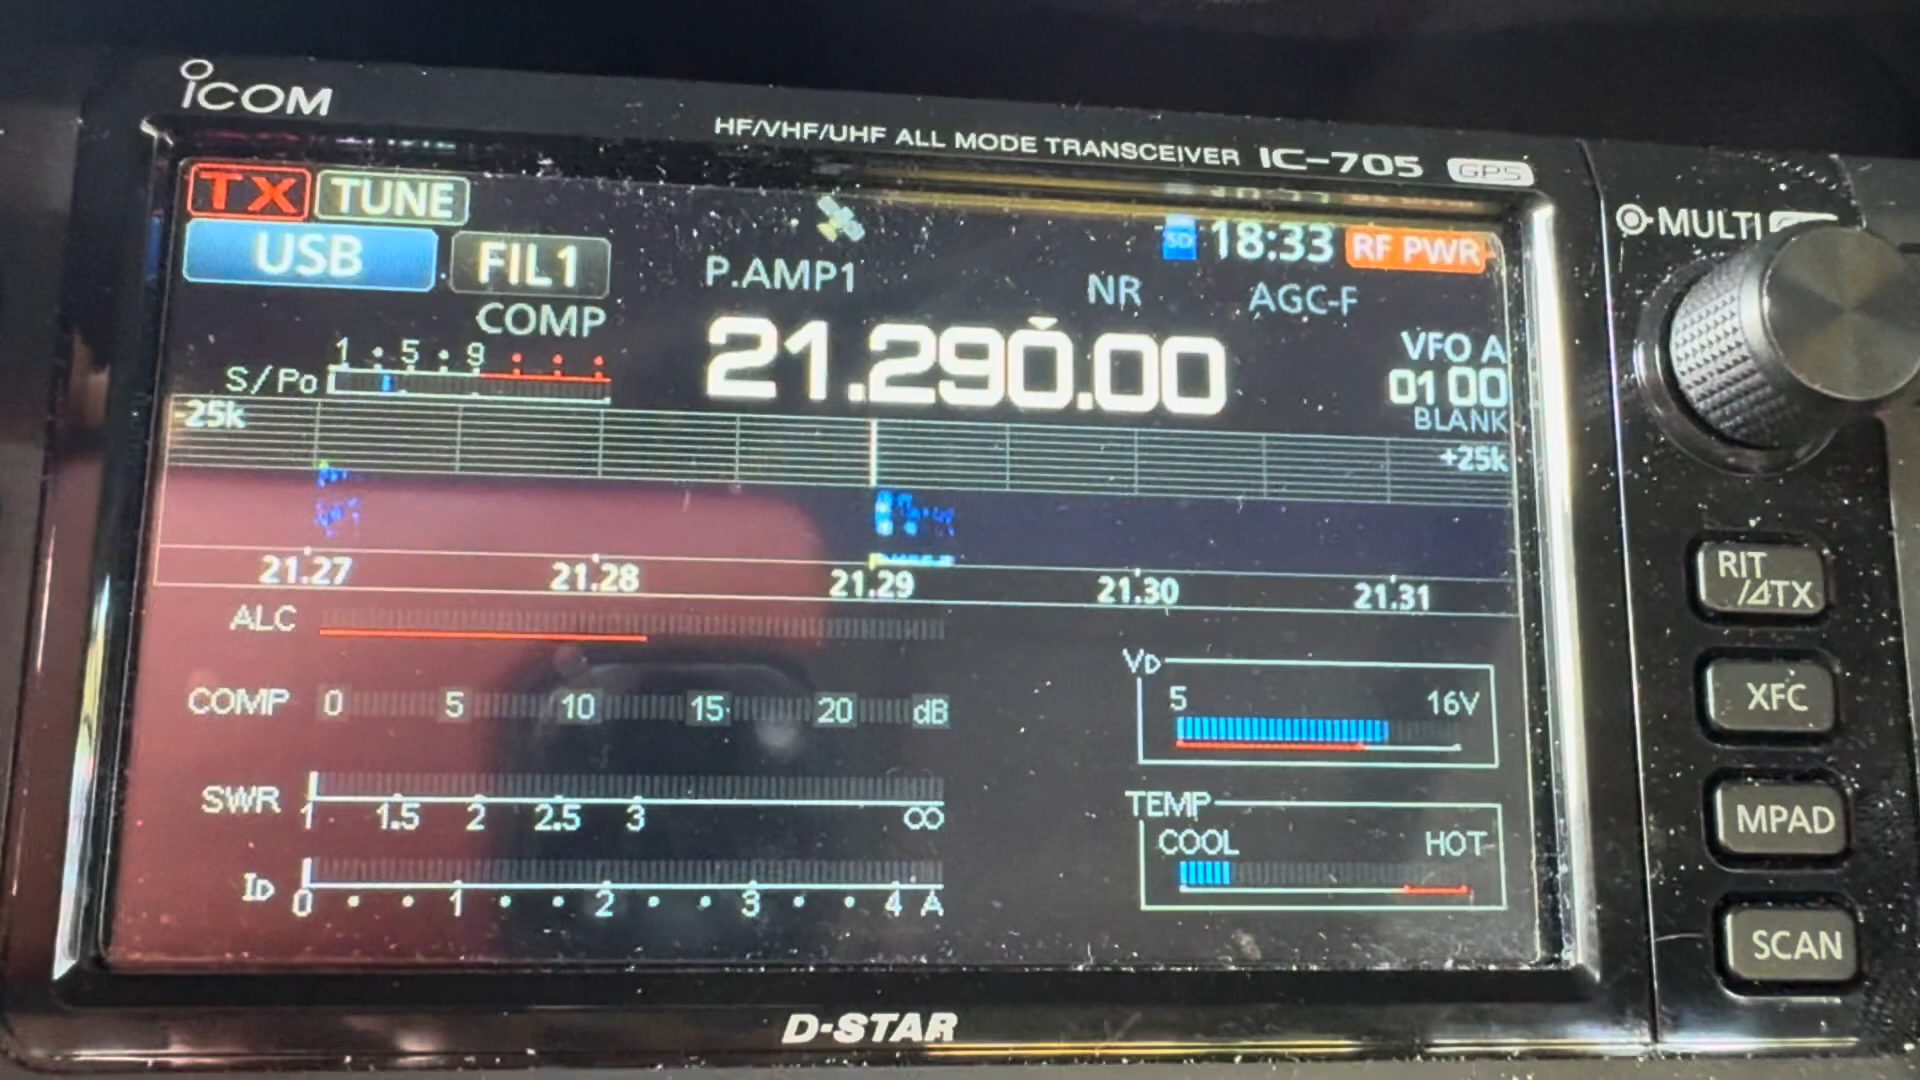 ICOM
HF/VHF/UHF ALL MODE TRANSCEIVER IC-705 GPS
TX TUNE
SD 18:33 RF PWR
USB FIL1
P.AMP1 NR AGC-F
COMP
21.290.00
VFO A
01 00
BLANK
1 5 9
S/Po
-25k
+25k
21.27 21.28 21.29 21.30 21.31
ALC
COMP 0 5 10 15 20 dB
SWR 1 1.5 2 2.5 3 ∞
ID 0 1 2 3 4 A
VD
5 16V
TEMP
COOL HOT
D-STAR
MULTI
RIT
/⊿TX
XFC
MPAD
SCAN